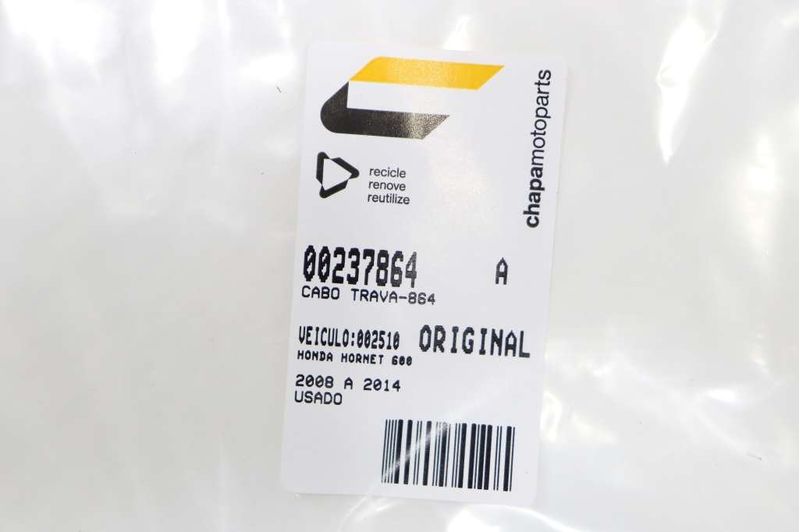 chapamotoparts
recicle
renove
reutilize
00237864 A
CABO TRAVA-864
VEICULO:002510 ORIGINAL
HONDA HORNET 600
2008 A 2014
USADO